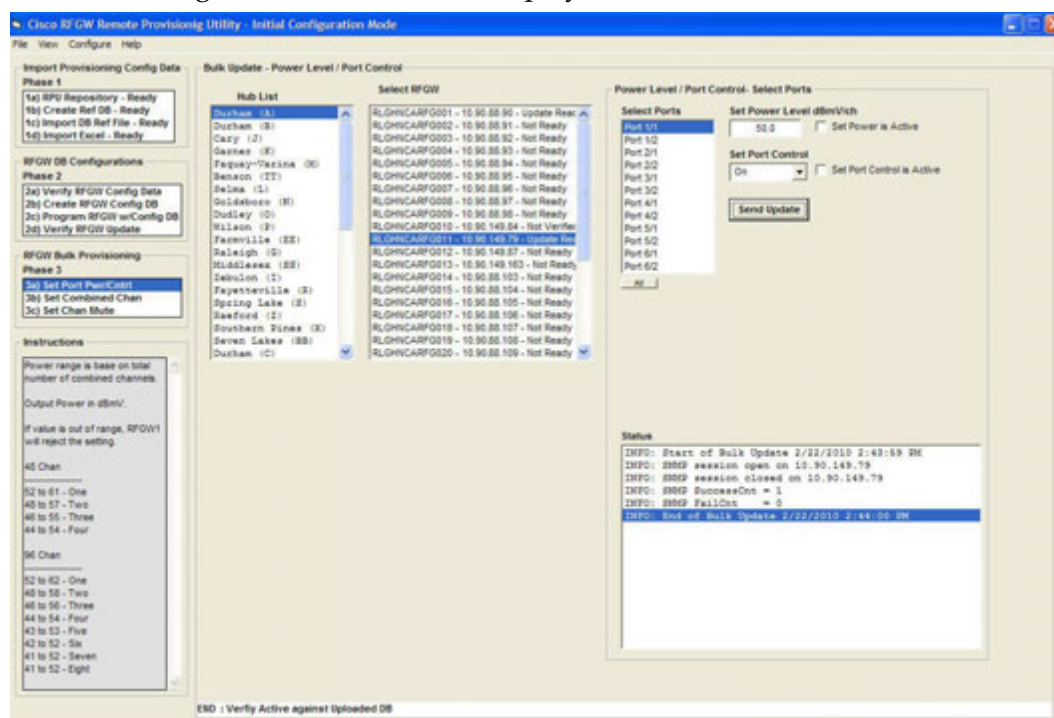 Cisco RFGW Remote Provisionig Utility - Initial Configuration Mode
File View Configure Help
Import Provisioning Config Data
Phase 1
1a) RPU Repository - Ready
1b) Create Ref DB - Ready
1c) Import DB Ref File - Ready
1d) Import Excel - Ready
RFGW DB Configurations
Phase 2
2a) Verify RFGW Config Data
2b) Create RFGW Config DB
2c) Program RFGW w/Config DB
2d) Verify RFGW Update
RFGW Bulk Provisioning
Phase 3
3a) Set Port Pwr/Cntrl
3b) Set Combined Chan
3c) Set Chan Mute
Instructions
Power range is base on total
number of combined channels.
Output Power in dBmV.
If value is out of range, RFGW1
will reject the setting.
48 Chan
52 to 61 - One
48 to 57 - Two
46 to 55 - Three
44 to 54 - Four
96 Chan
52 to 62 - One
48 to 58 - Two
46 to 56 - Three
44 to 54 - Four
43 to 53 - Five
42 to 52 - Six
41 to 52 - Seven
41 to 52 - Eight
Bulk Update - Power Level / Port Control
Hub List
Durham (A)
Durham (B)
Cary (J)
Garner (K)
Fuquay-Varina
Benson (TT)
Selma (L)
Goldsboro (N)
Dudley (O)
Wilson (P)
Farmville (EE)
Raleigh (G)
Middlesex (SS)
Zebulon (I)
Fayetteville (R)
Spring Lake (S)
Raeford (Z)
Southern Pines (X)
Seven Lakes (BB)
Durham (C)
Select RFGW
RLGHNCARFG001 - 10.90.88.90 - Update Reac
RLGHNCARFG002 - 10.90.88.91 - Not Ready
RLGHNCARFG003 - 10.90.88.92 - Not Ready
RLGHNCARFG004 - 10.90.88.93 - Not Ready
RLGHNCARFG005 - 10.90.88.94 - Not Ready
RLGHNCARFG006 - 10.90.88.95 - Not Ready
RLGHNCARFG007 - 10.90.88.96 - Not Ready
RLGHNCARFG008 - 10.90.88.97 - Not Ready
RLGHNCARFG009 - 10.90.88.98 - Not Ready
RLGHNCARFG010 - 10.90.149.84 - Not Verifiec
RLGHNCARFG011 - 10.90.149.79 - Update Rea
RLGHNCARFG012 - 10.90.149.87 - Not Ready
RLGHNCARFG013 - 10.90.149.163 - Not Ready
RLGHNCARFG014 - 10.90.88.103 - Not Ready
RLGHNCARFG015 - 10.90.88.104 - Not Ready
RLGHNCARFG016 - 10.90.88.105 - Not Ready
RLGHNCARFG017 - 10.90.88.106 - Not Ready
RLGHNCARFG018 - 10.90.88.107 - Not Ready
RLGHNCARFG019 - 10.90.88.108 - Not Ready
RLGHNCARFG020 - 10.90.88.109 - Not Ready
Power Level / Port Control- Select Ports
Select Ports
Port 1/1
Port 1/2
Port 2/1
Port 2/2
Port 3/1
Port 3/2
Port 4/1
Port 4/2
Port 5/1
Port 5/2
Port 6/1
Port 6/2
All
Set Power Level dBmV/ch
50.0 Set Power is Active
Set Port Control
On Set Port Control is Active
Send Update
Status
INFO: Start of Bulk Update 2/22/2010 2:43:59 PM
INFO: SNMP session open on 10.90.149.79
INFO: SNMP session closed on 10.90.149.79
INFO: SNMP SuccessCnt = 1
INFO: SNMP FailCnt = 0
INFO: End of Bulk Update 2/22/2010 2:44:00 PM
END : Verfiy Active against Uploaded DB